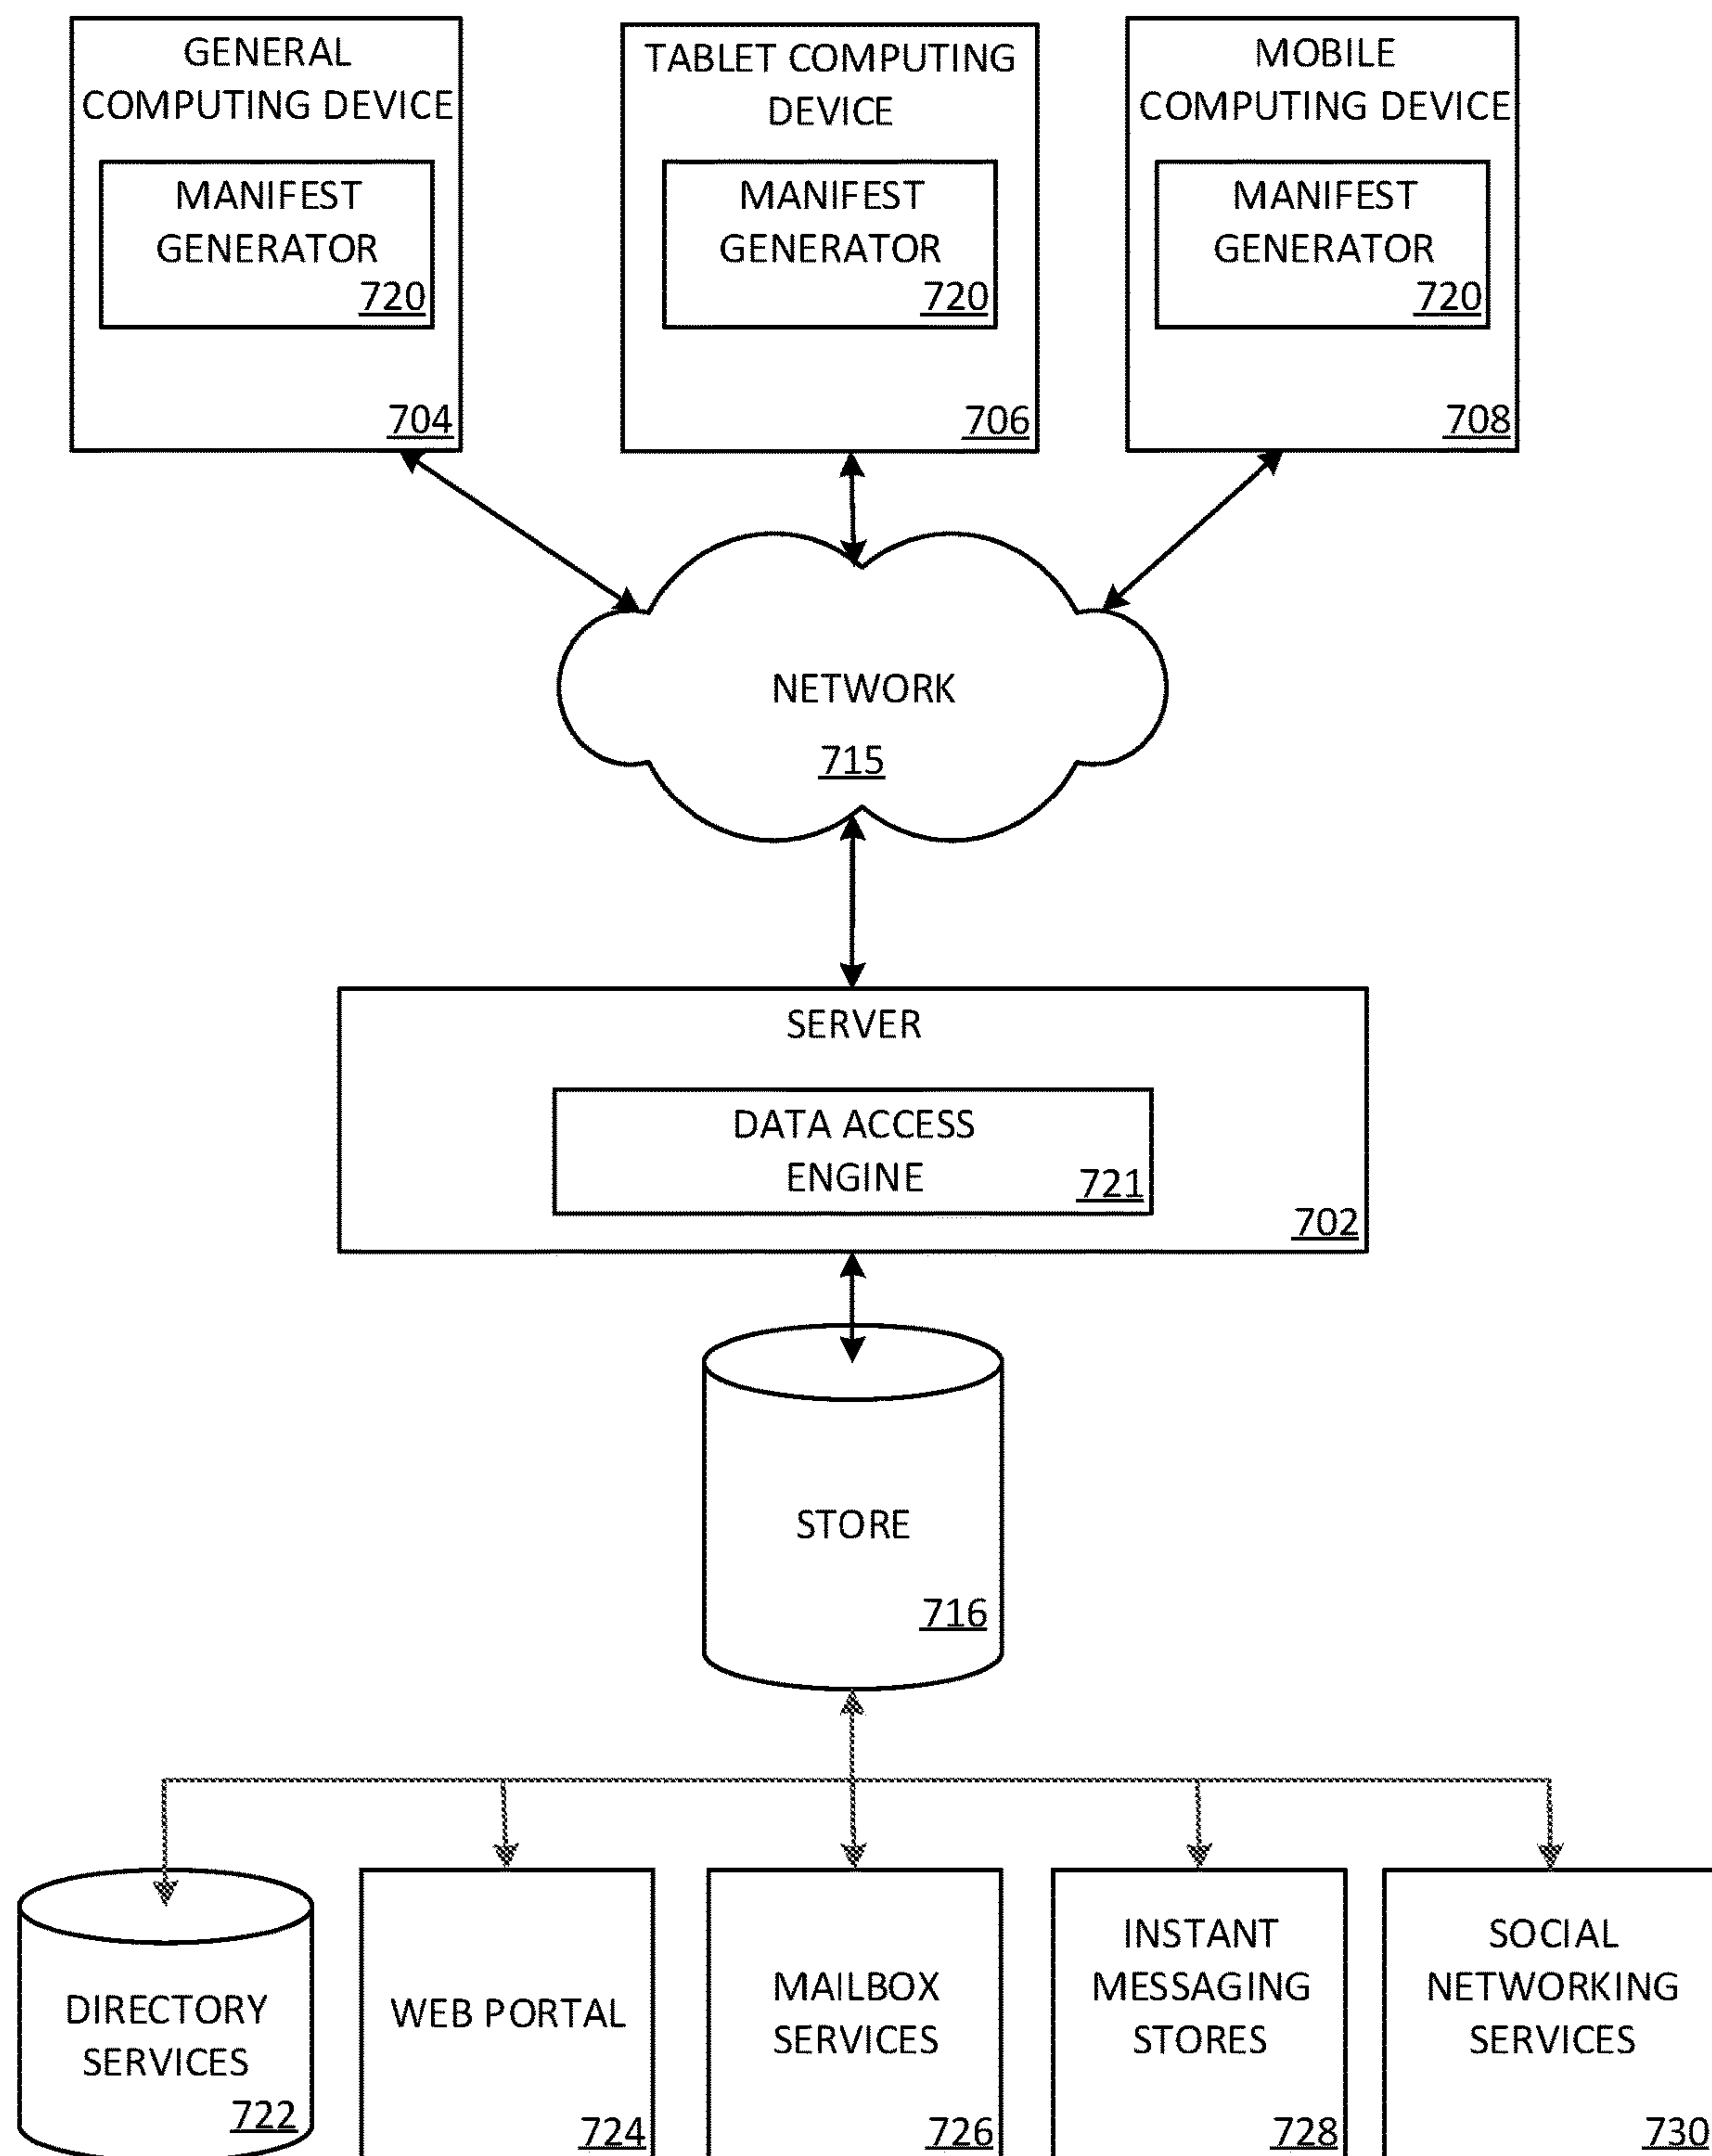 GENERAL
COMPUTING DEVICE
MANIFEST
GENERATOR
720
704
TABLET COMPUTING
DEVICE
MANIFEST
GENERATOR
720
706
MOBILE
COMPUTING DEVICE
MANIFEST
GENERATOR
720
708
NETWORK
715
SERVER
DATA ACCESS
ENGINE
721
702
STORE
716
DIRECTORY
SERVICES
722
WEB PORTAL
724
MAILBOX
SERVICES
726
INSTANT
MESSAGING
STORES
728
SOCIAL
NETWORKING
SERVICES
730